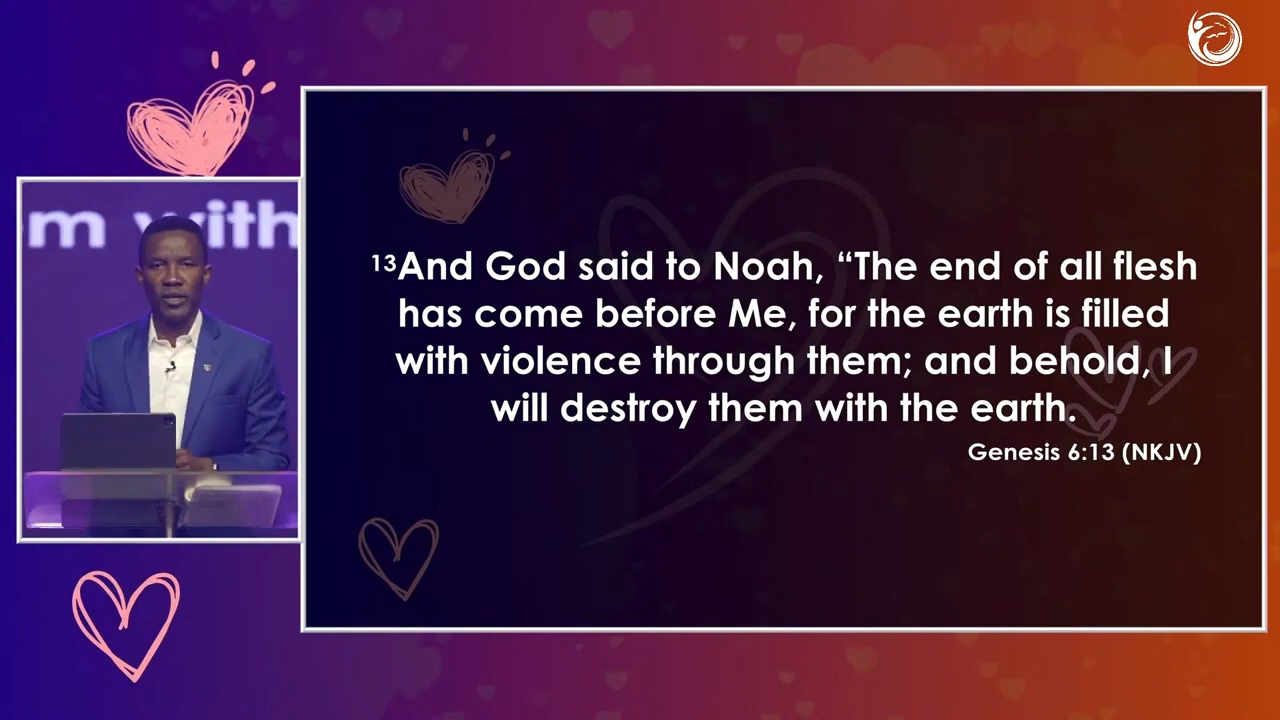 m with
13And God said to Noah, “The end of all flesh
has come before Me, for the earth is filled
with violence through them; and behold, I
will destroy them with the earth.
Genesis 6:13 (NKJV)